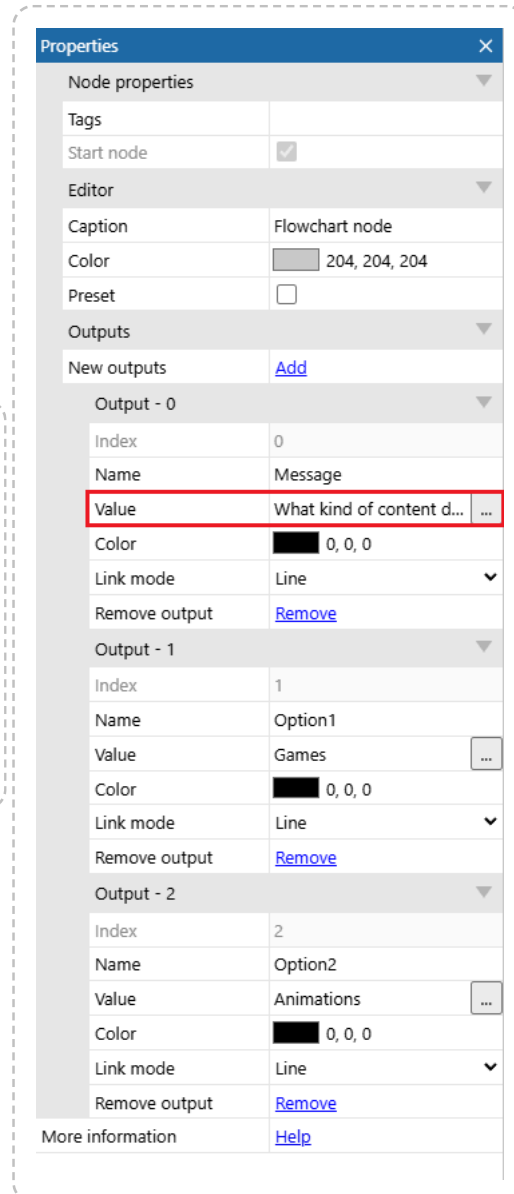 Properties ×
Node properties
Tags
Start node
Editor
Caption Flowchart node
Color 204, 204, 204
Preset
Outputs
New outputs Add
Output - 0
Index 0
Name Message
Value What kind of content d... ...
Color 0, 0, 0
Link mode Line
Remove output Remove
Output - 1
Index 1
Name Option1
Value Games ...
Color 0, 0, 0
Link mode Line
Remove output Remove
Output - 2
Index 2
Name Option2
Value Animations ...
Color 0, 0, 0
Link mode Line
Remove output Remove
More information Help